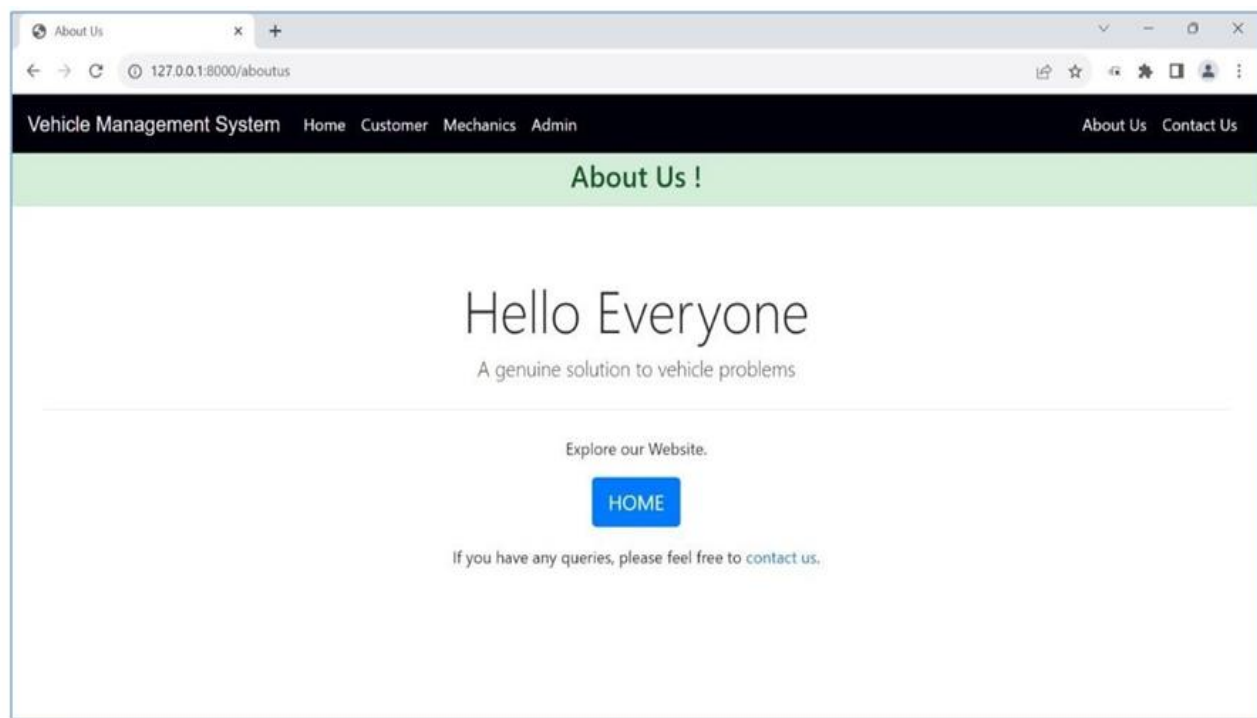 About Us
127.0.0.1:8000/aboutus
Vehicle Management System Home Customer Mechanics Admin About Us Contact Us
About Us !
Hello Everyone
A genuine solution to vehicle problems
Explore our Website.
HOME
If you have any queries, please feel free to contact us.